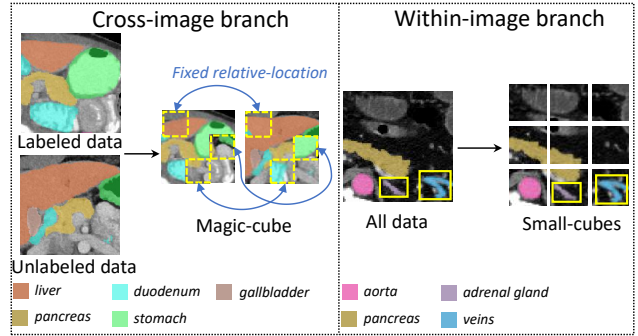 Cross-image branch
Within-image branch
Fixed relative-location
Labeled data
Magic-cube
All data
Small-cubes
Unlabeled data
liver
duodenum
gallbladder
pancreas
stomach
aorta
adrenal gland
pancreas
veins